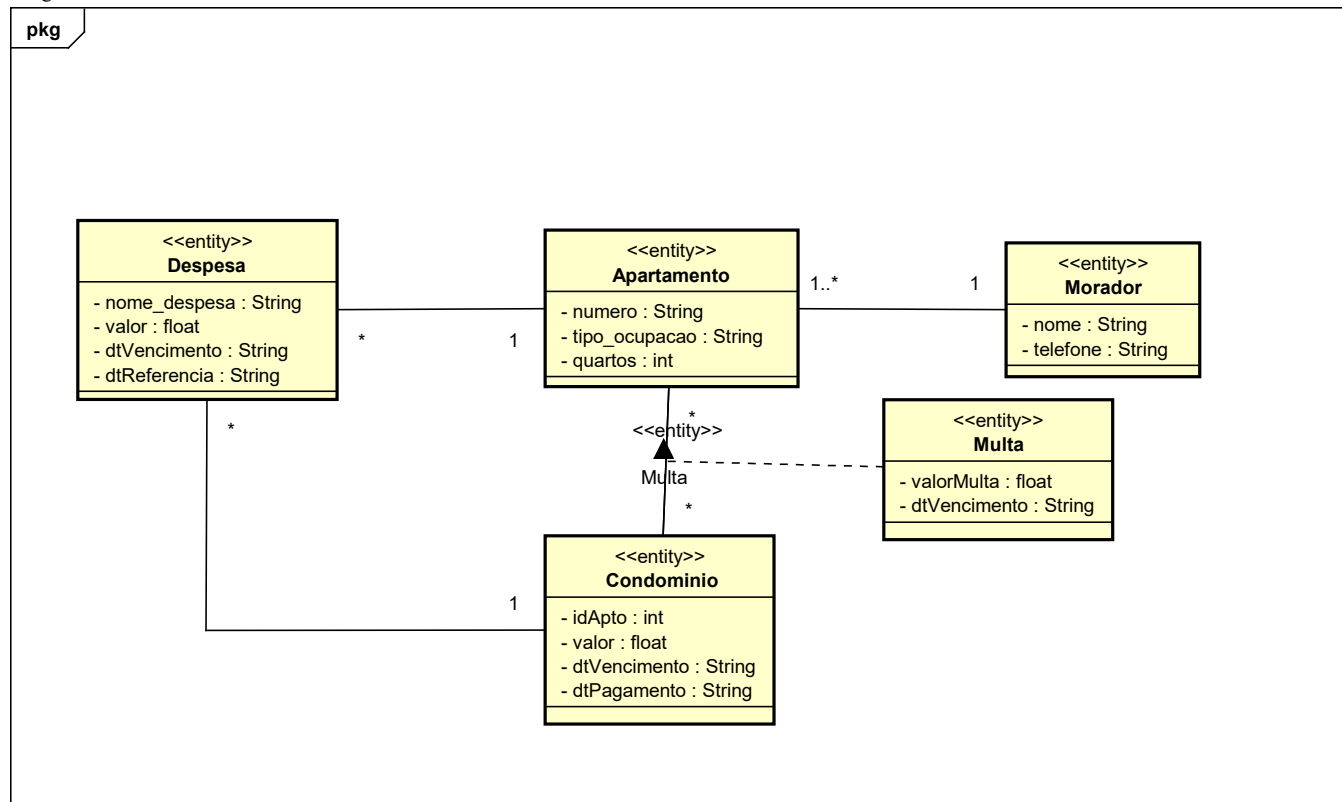 pkg
<<entity>>
Despesa
- nome_despesa : String
- valor : float
- dtVencimento : String
- dtReferencia : String
*
1
<<entity>>
Apartamento
- numero : String
- tipo_ocupacao : String
- quartos : int
1..*
1
<<entity>>
Morador
- nome : String
- telefone : String
*
*
<<entity>>
Multa
*
<<entity>>
Multa
- valorMulta : float
- dtVencimento : String
1
<<entity>>
Condominio
- idApto : int
- valor : float
- dtVencimento : String
- dtPagamento : String